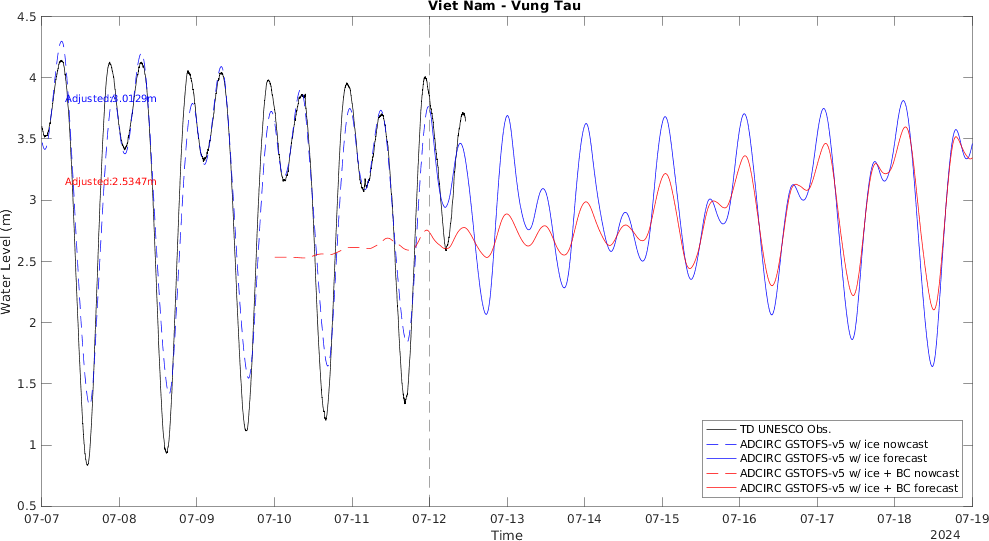 Viet Nam - Vung Tau
4.5
4
3.5
3
2.5
2
1.5
1
0.5
Water Level (m)
Adjusted:3.0129m
Adjusted:2.5347m
TD UNESCO Obs.
ADCIRC GSTOFS-v5 w/ ice nowcast
ADCIRC GSTOFS-v5 w/ ice forecast
ADCIRC GSTOFS-v5 w/ ice + BC nowcast
ADCIRC GSTOFS-v5 w/ ice + BC forecast
07-07 07-08 07-09 07-10 07-11 07-12 07-13 07-14 07-15 07-16 07-17 07-18 07-19
Time
2024